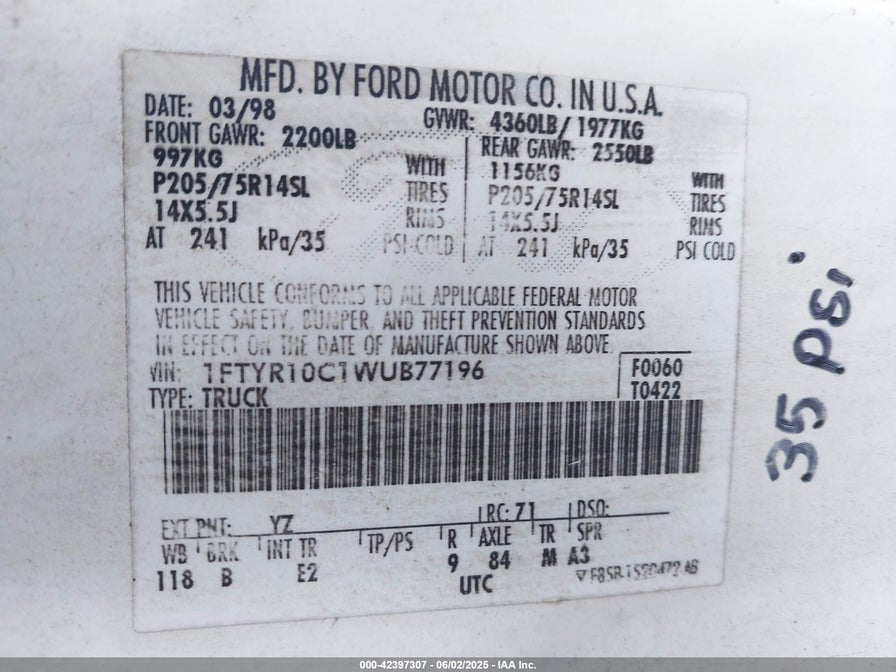 MFD. BY FORD MOTOR CO. IN U.S.A.
DATE: 03/98 GVWR: 4360LB/ 1977KG
FRONT GAWR: 2200LB REAR GAWR: 2550LB
997KG WITH 1156KG WITH
P205/75R14SL TIRES P205/75R14SL TIRES
14X5.5J RIMS 14X5.5J RIMS
AT 241 kPa/35 PSI COLD AT 241 kPa/35 PSI COLD
THIS VEHICLE CONFORMS TO ALL APPLICABLE FEDERAL MOTOR
VEHICLE SAFETY, BUMPER, AND THEFT PREVENTION STANDARDS
IN EFFECT ON THE DATE OF MANUFACTURE SHOWN ABOVE.
VIN: 1FTYR10C1WUB77196 F0060
TYPE: TRUCK T0422
EXT PNT: YZ RC: 71 DSO:
WB BRK INT TR TP/PS R AXLE TR SPR
118 B E2 9 84 M A3
UTC
35 PSi
000-42397307 - 06/02/2025 - IAA Inc.